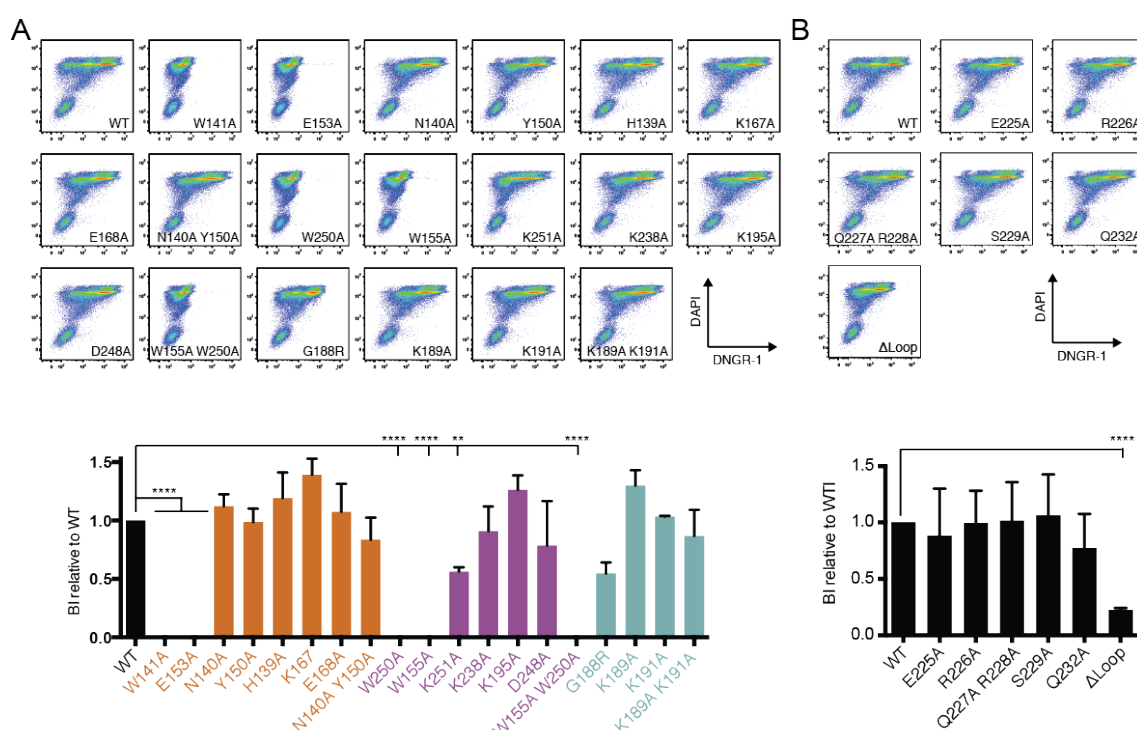 A
B
WT
W141A
E153A
N140A
Y150A
H139A
K167A
E168A
N140A Y150A
W250A
W155A
K251A
K238A
K195A
D248A
W155A W250A
G188R
K189A
K191A
K189A K191A
DAPI
DNGR-1
WT
E225A
R226A
Q227A R228A
S229A
Q232A
ΔLoop
DAPI
DNGR-1
BI relative to WT
1.5
1.0
0.5
0.0
****
****
****
**
****
WT
W141A
E153A
N140A
Y150A
H139A
K167
E168A
N140A Y150A
W250A
W155A
K251A
K238A
K195A
D248A
W155A W250A
G188R
K189A
K191A
K189A K191A
BI relative to WTI
1.5
1.0
0.5
0.0
****
WT
E225A
R226A
Q227A R228A
S229A
Q232A
ΔLoop